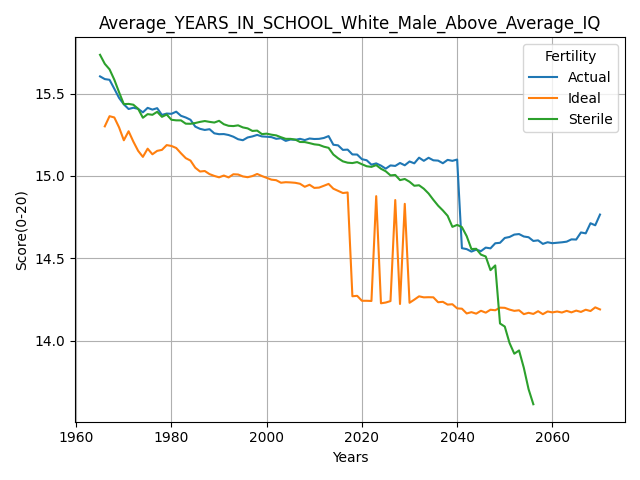 Average_YEARS_IN_SCHOOL_White_Male_Above_Average_IQ
Fertility
Actual
Ideal
Sterile
Score(0-20)
15.5
15.0
14.5
14.0
1960
1980
2000
2020
2040
2060
Years